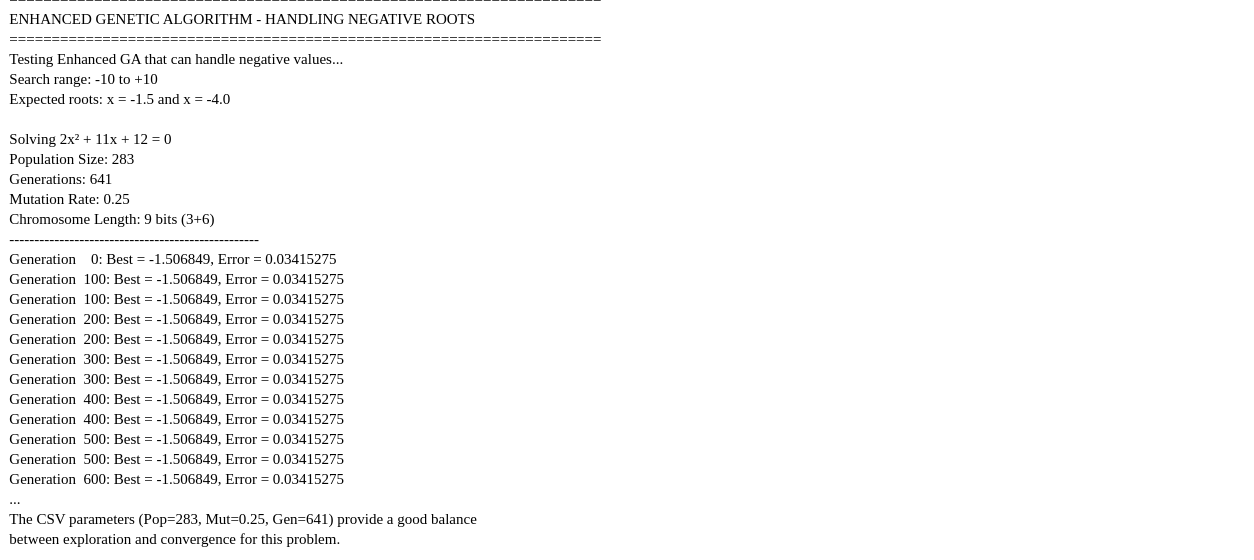 ======================================================================
ENHANCED GENETIC ALGORITHM - HANDLING NEGATIVE ROOTS
======================================================================
Testing Enhanced GA that can handle negative values...
Search range: -10 to +10
Expected roots: x = -1.5 and x = -4.0
Solving 2x² + 11x + 12 = 0
Population Size: 283
Generations: 641
Mutation Rate: 0.25
Chromosome Length: 9 bits (3+6)
--------------------------------------------------
Generation    0: Best = -1.506849, Error = 0.03415275
Generation  100: Best = -1.506849, Error = 0.03415275
Generation  100: Best = -1.506849, Error = 0.03415275
Generation  200: Best = -1.506849, Error = 0.03415275
Generation  200: Best = -1.506849, Error = 0.03415275
Generation  300: Best = -1.506849, Error = 0.03415275
Generation  300: Best = -1.506849, Error = 0.03415275
Generation  400: Best = -1.506849, Error = 0.03415275
Generation  400: Best = -1.506849, Error = 0.03415275
Generation  500: Best = -1.506849, Error = 0.03415275
Generation  500: Best = -1.506849, Error = 0.03415275
Generation  600: Best = -1.506849, Error = 0.03415275
...
The CSV parameters (Pop=283, Mut=0.25, Gen=641) provide a good balance
between exploration and convergence for this problem.